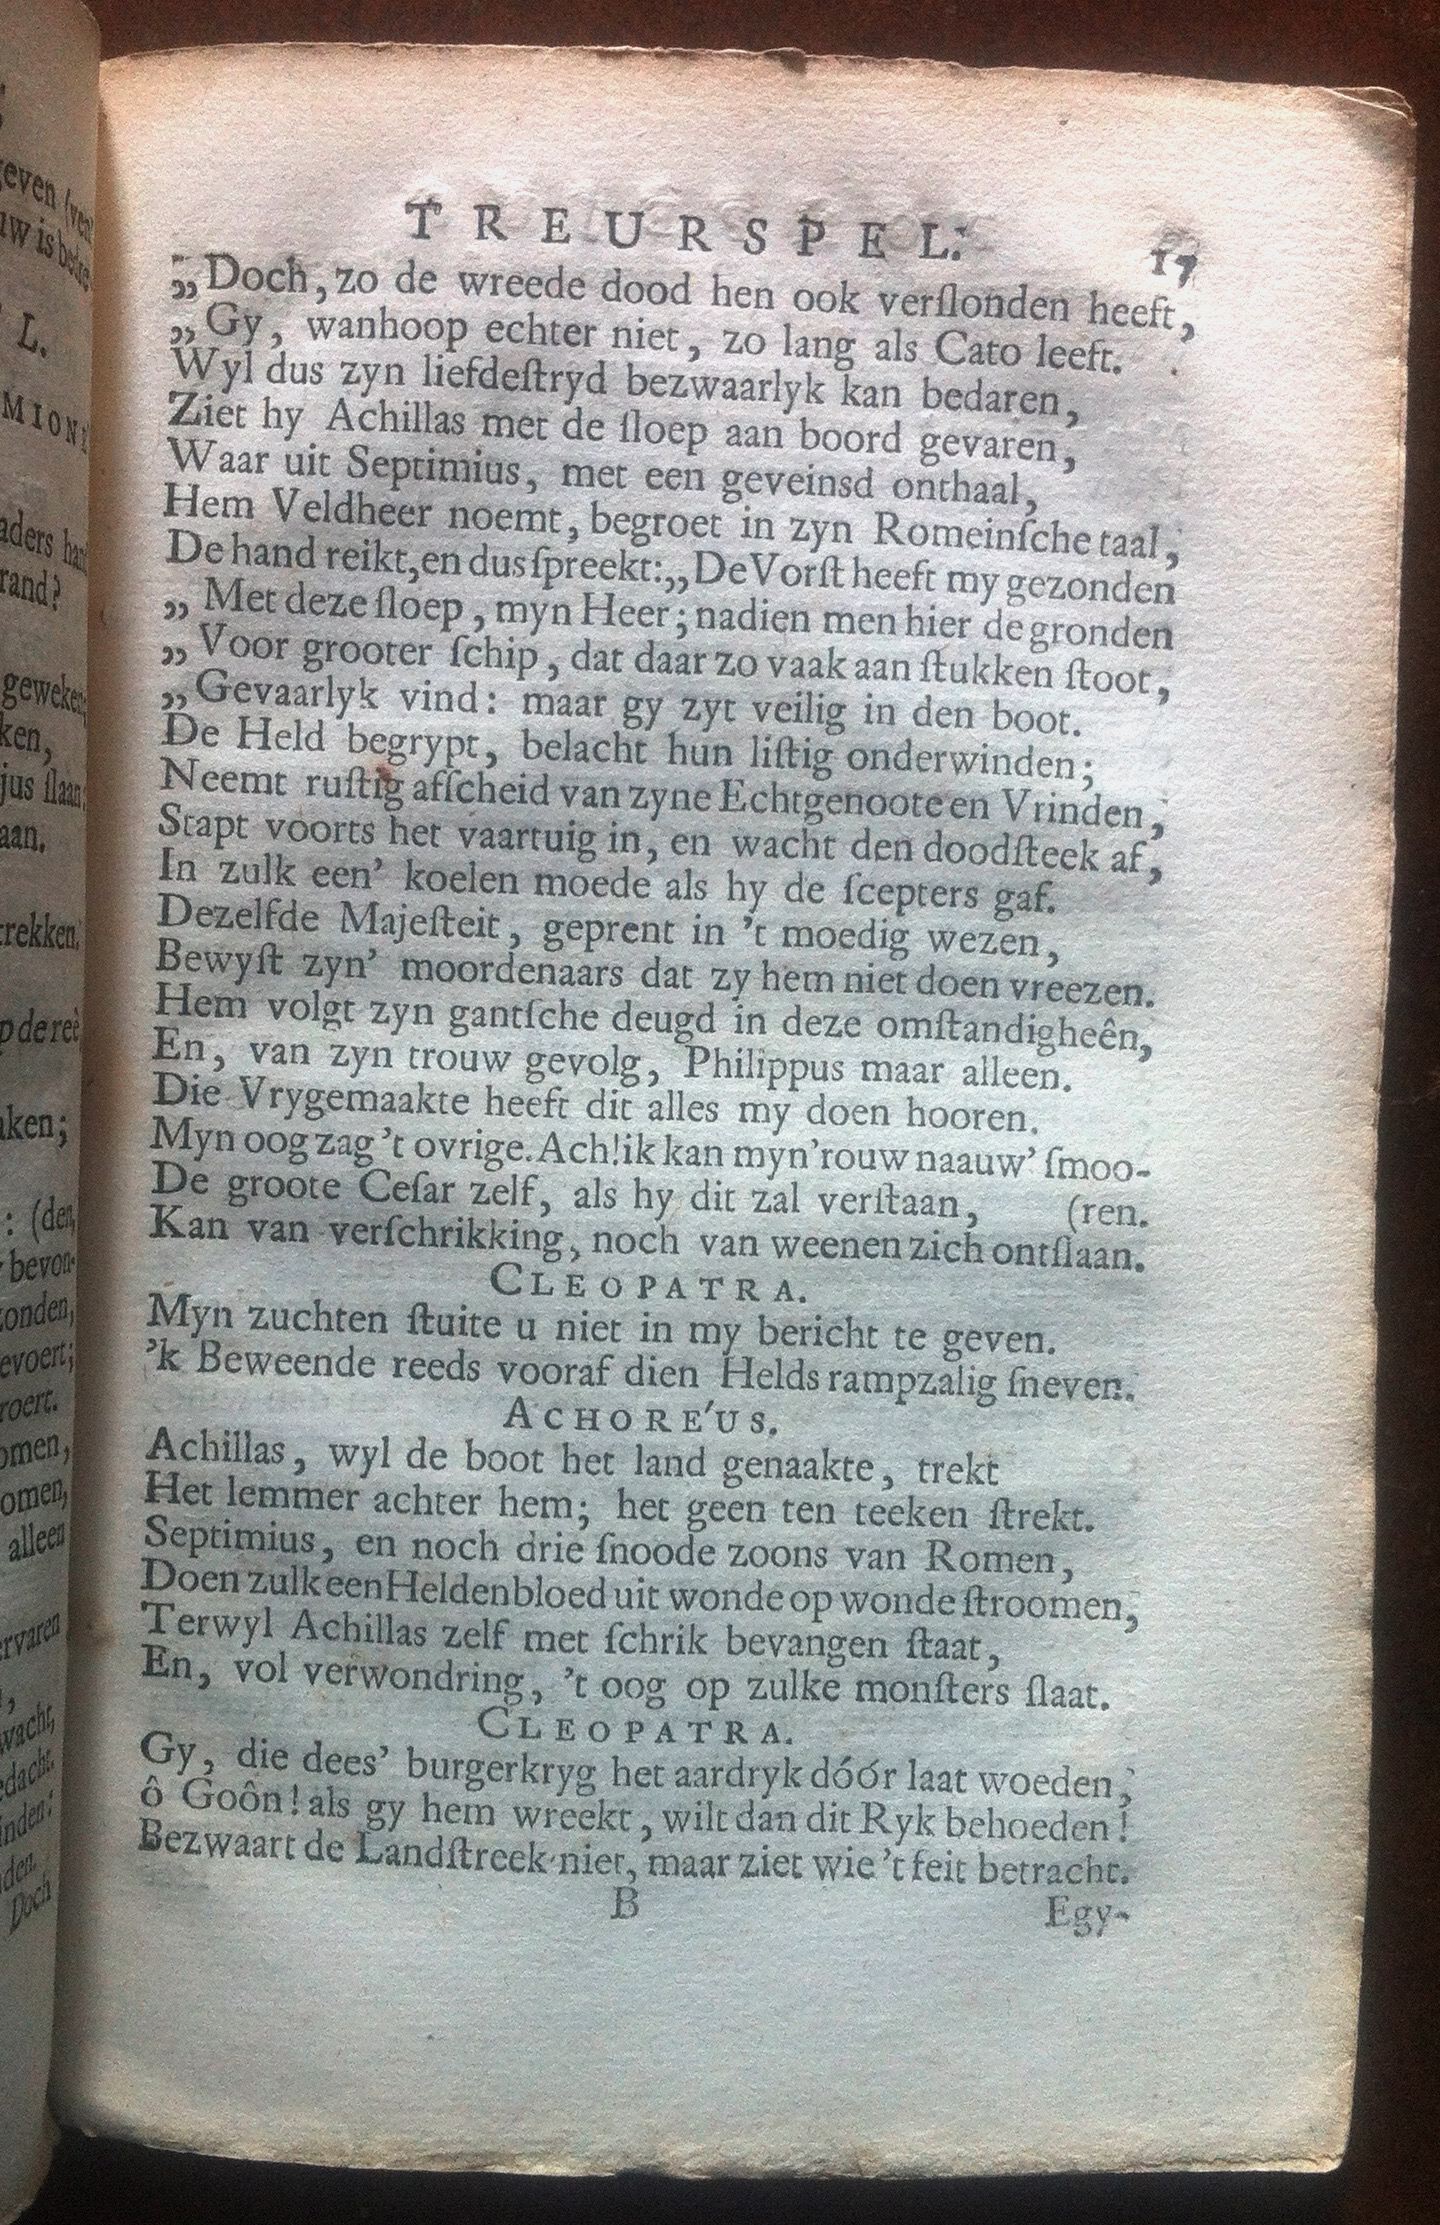 TREURSPEL. 17
„Doch, zo de wreede dood hen ook verſlonden heeft,
„Gy, wanhoop echter niet, zo lang als Cato leeft.
Wyl dus zyn liefdeſtryd bezwaarlyk kan bedaren,
Ziet hy Achillas met de ſloep aan boord gevaren,
Waar uit Septimius, met een geveinsd onthaal,
Hem Veldheer noemt, begroet in zyn Romeinſche taal,
De hand reikt, en dus ſpreekt: „De Vorſt heeft my gezonden
„Met deze ſloep, myn Heer; nadien men hier de gronden
„Voor grooter ſchip, dat daar zo vaak aan ſtukken ſtoot,
„Gevaarlyk vind: maar gy zyt veilig in den boot.
De Held begrypt, belacht hun liſtig onderwinden;
Neemt ruſtig afſcheid van zyne Echtgenoote en Vrinden,
Stapt voorts het vaartuig in, en wacht den doodſteek af,
In zulk een' koelen moede als hy de ſcepters gaf.
Dezelfde Majeſteit, geprent in 't moedig wezen,
Bewyſt zyn' moordenaars dat zy hem niet doen vreezen.
Hem volgt zyn gantſche deugd in deze omſtandigheên,
En, van zyn trouw gevolg, Philippus maar alleen.
Die Vrygemaakte heeft dit alles my doen hooren.
Myn oog zag 't ovrige. Ach! ik kan myn' rouw naauw' ſmoo-
De groote Ceſar zelf, als hy dit zal verſtaan, (ren.
Kan van verſchrikking, noch van weenen zich ontſlaan.
CLEOPATRA.
Myn zuchten ſtuite u niet in my bericht te geven.
'k Beweende reeds vooraf dien Helds rampzalig ſneven.
ACHORE'US.
Achillas, wyl de boot het land genaakte, trekt
Het lemmer achter hem; het geen ten teeken ſtrekt.
Septimius, en noch drie ſnoode zoons van Romen,
Doen zulk een Heldenbloed uit wonde op wonde ſtroomen,
Terwyl Achillas zelf met ſchrik bevangen ſtaat,
En, vol verwondring, 't oog op zulke monſters ſlaat.
CLEOPATRA.
Gy, die dees' burgerkryg het aardryk dóór laat woeden,
ô Goôn! als gy hem wreekt, wilt dan dit Ryk behoeden!
Bezwaart de Landſtreek niet, maar ziet wie 't feit betracht.
B Egy-